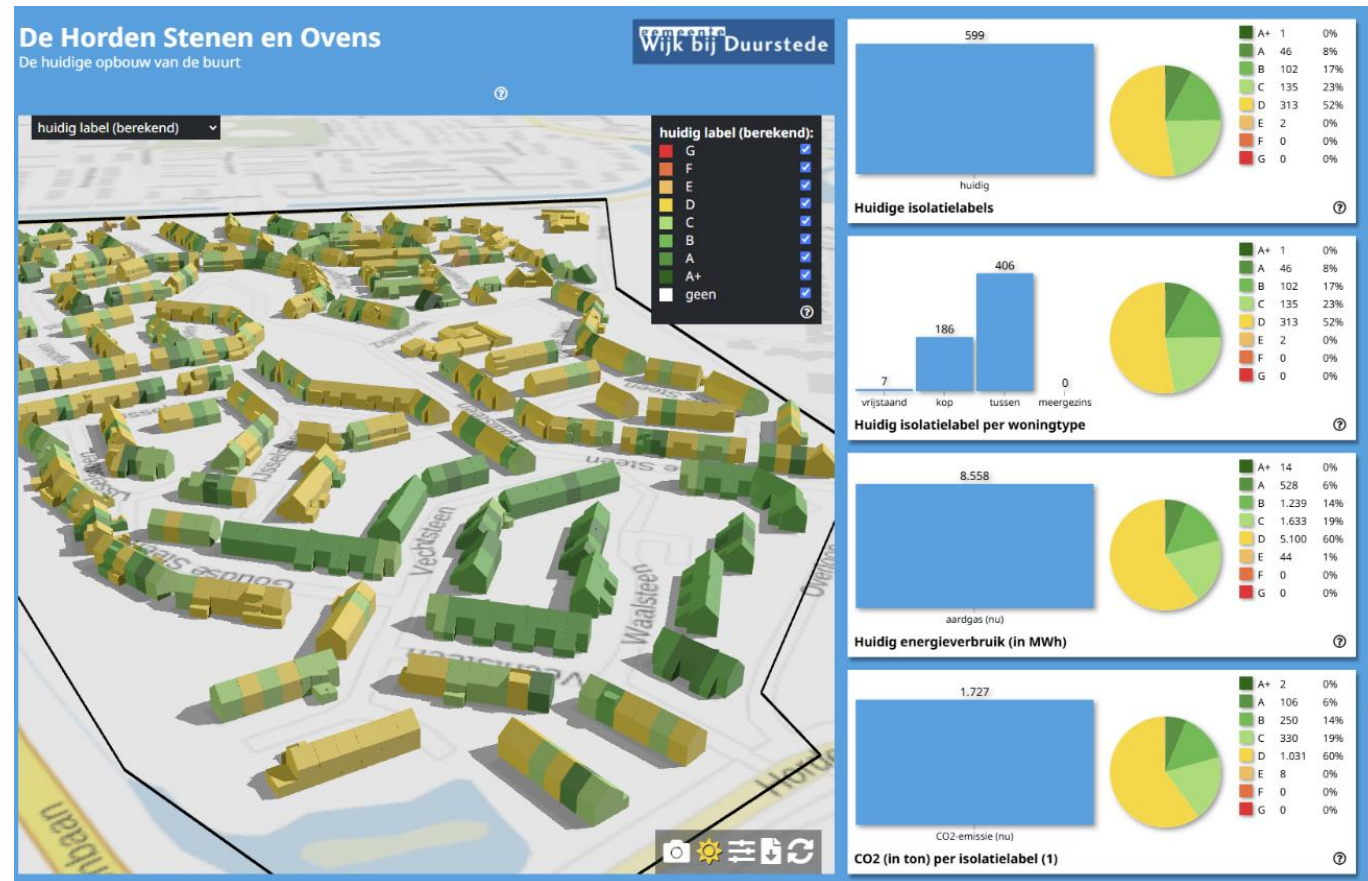 De Horden Stenen en Ovens
De huidige opbouw van de buurt
gemeente
Wijk bij Duurstede
huidig label (berekend)
huidig label (berekend):
G
F
E
D
C
B
A
A+
geen
IJsselsteen
Goudse Steen
Vechtsteen
Vechtsteen
Waalsteen
599
huidig
A+ 1 0%
A 46 8%
B 102 17%
C 135 23%
D 313 52%
E 2 0%
F 0 0%
G 0 0%
Huidige isolatielabels
7
186
406
0
vrijstaand
kop
tussen
meergezins
A+ 1 0%
A 46 8%
B 102 17%
C 135 23%
D 313 52%
E 2 0%
F 0 0%
G 0 0%
Huidig isolatielabel per woningtype
8.558
aardgas (nu)
A+ 14 0%
A 528 6%
B 1.239 14%
C 1.633 19%
D 5.100 60%
E 44 1%
F 0 0%
G 0 0%
Huidig energieverbruik (in MWh)
1.727
CO2-emissie (nu)
A+ 2 0%
A 106 6%
B 250 14%
C 330 19%
D 1.031 60%
E 8 0%
F 0 0%
G 0 0%
CO2 (in ton) per isolatielabel (1)